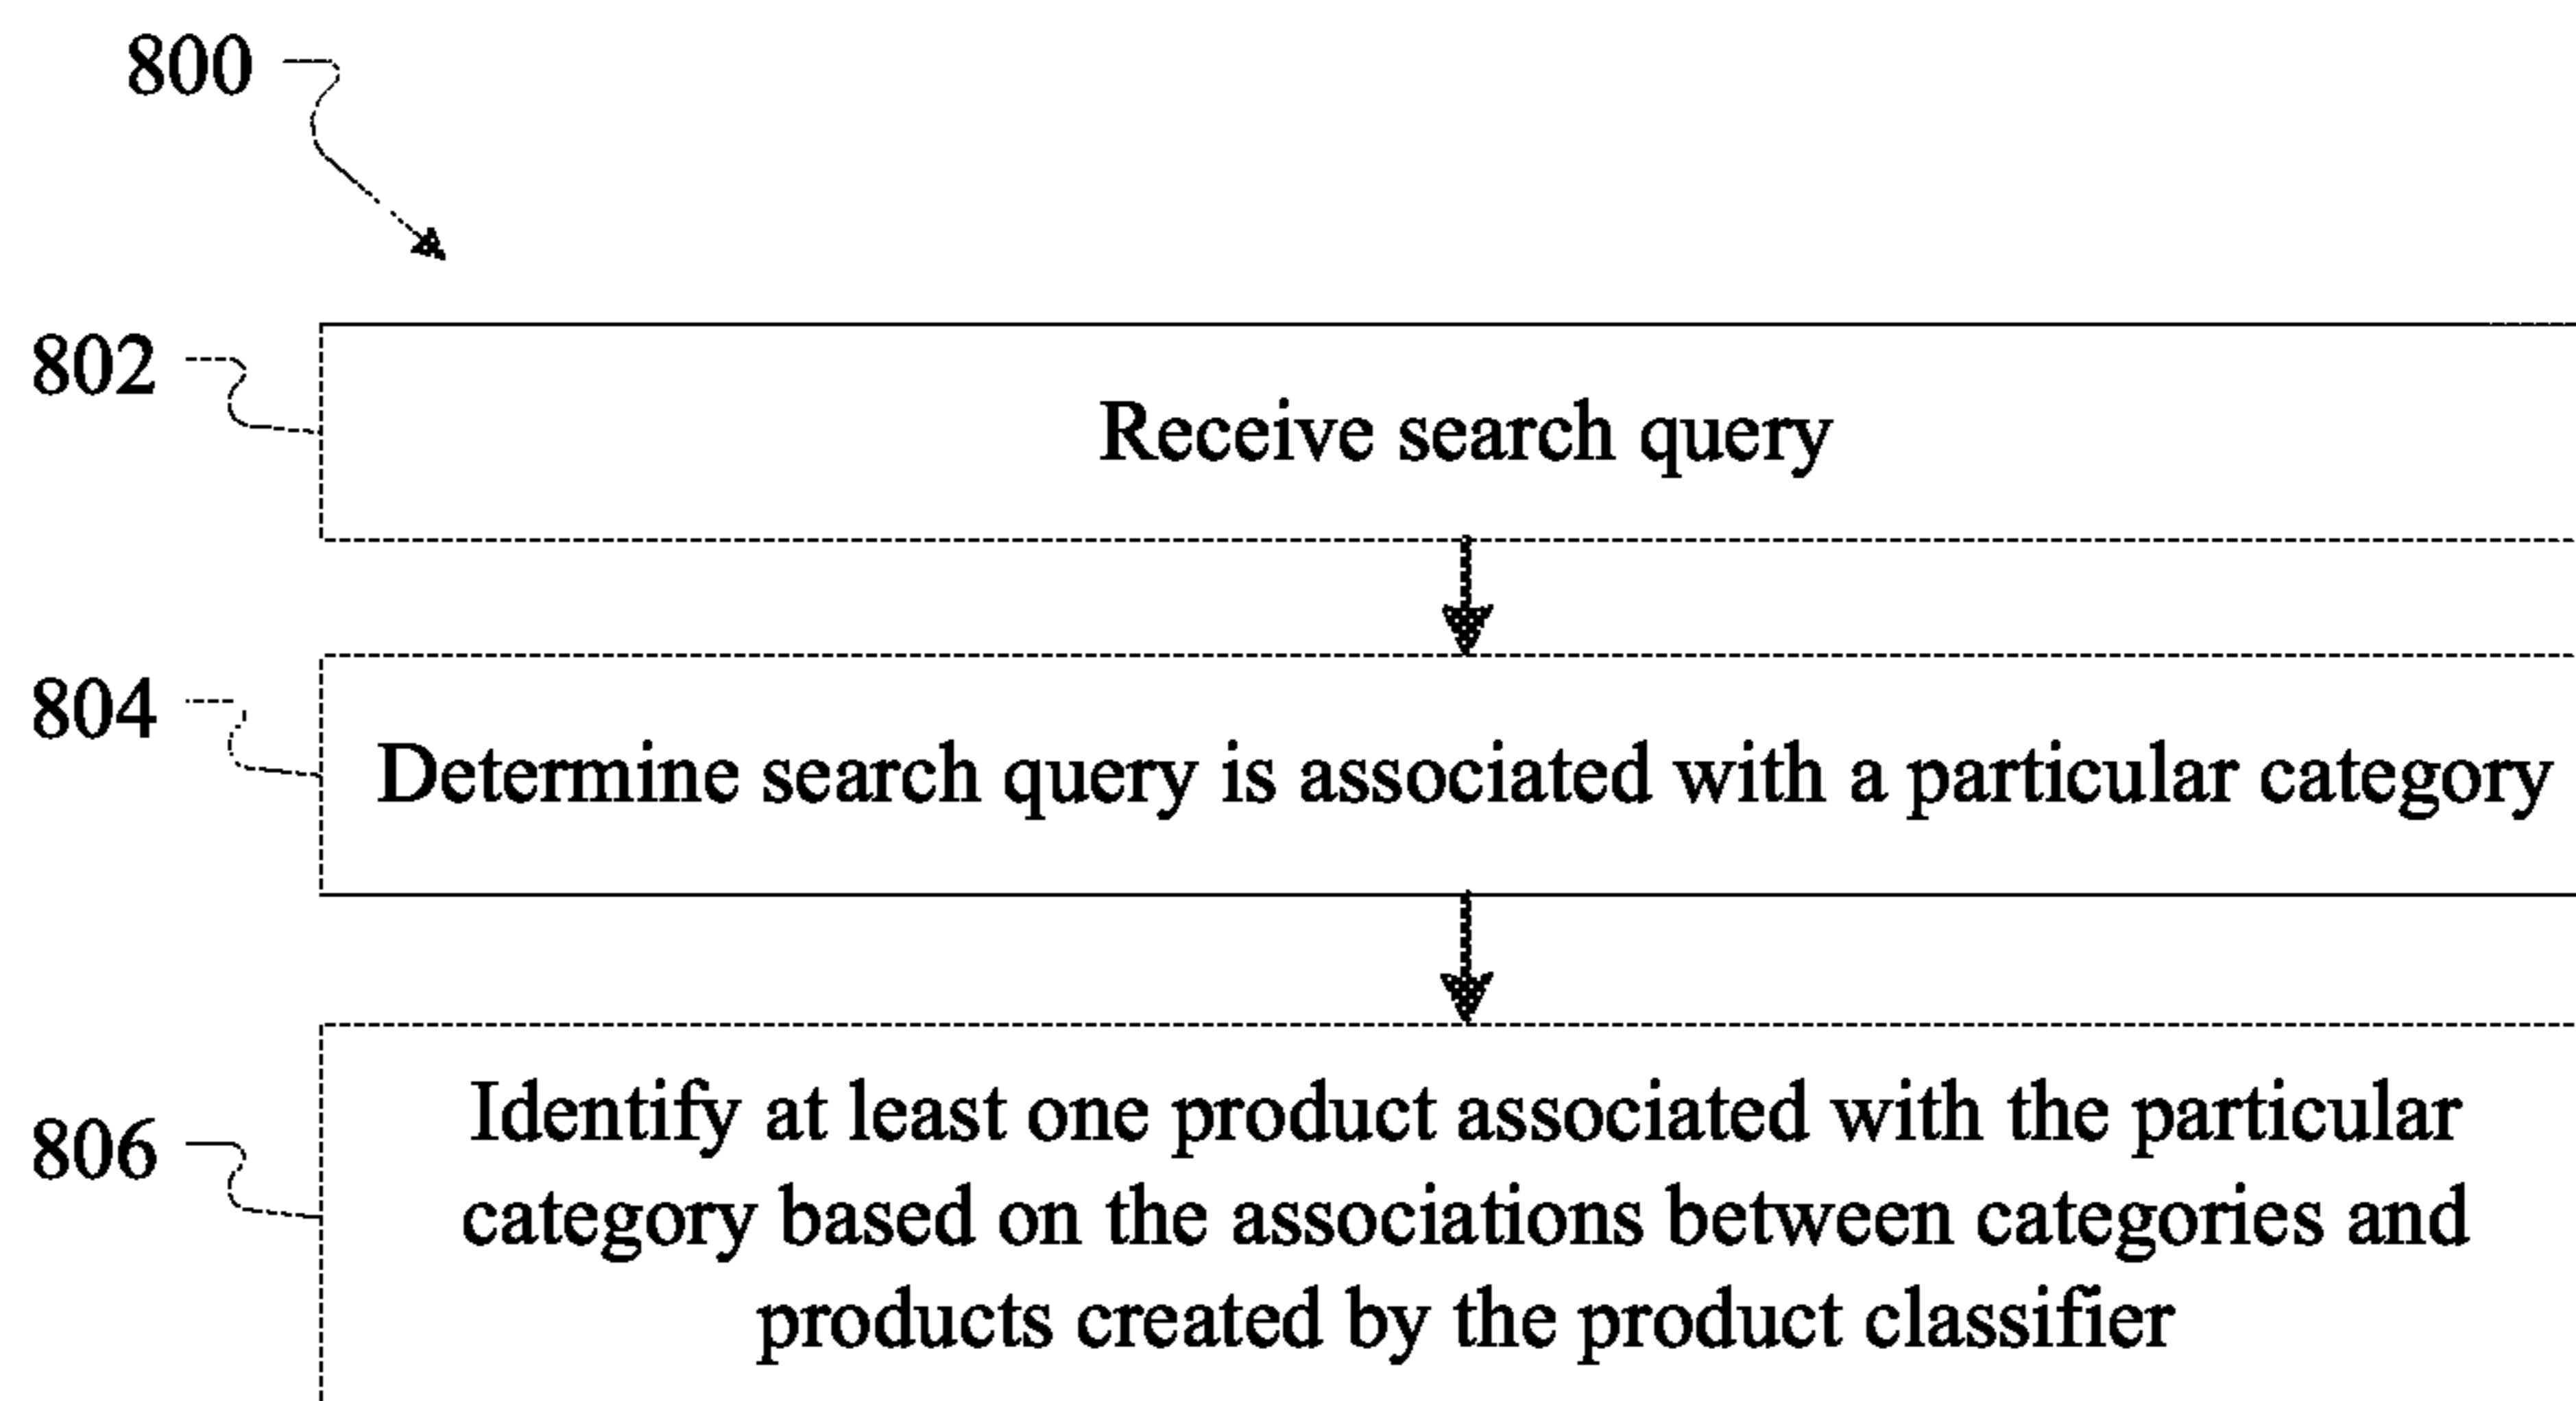 800
802
Receive search query
804
Determine search query is associated with a particular category
806
Identify at least one product associated with the particular
category based on the associations between categories and
products created by the product classifier